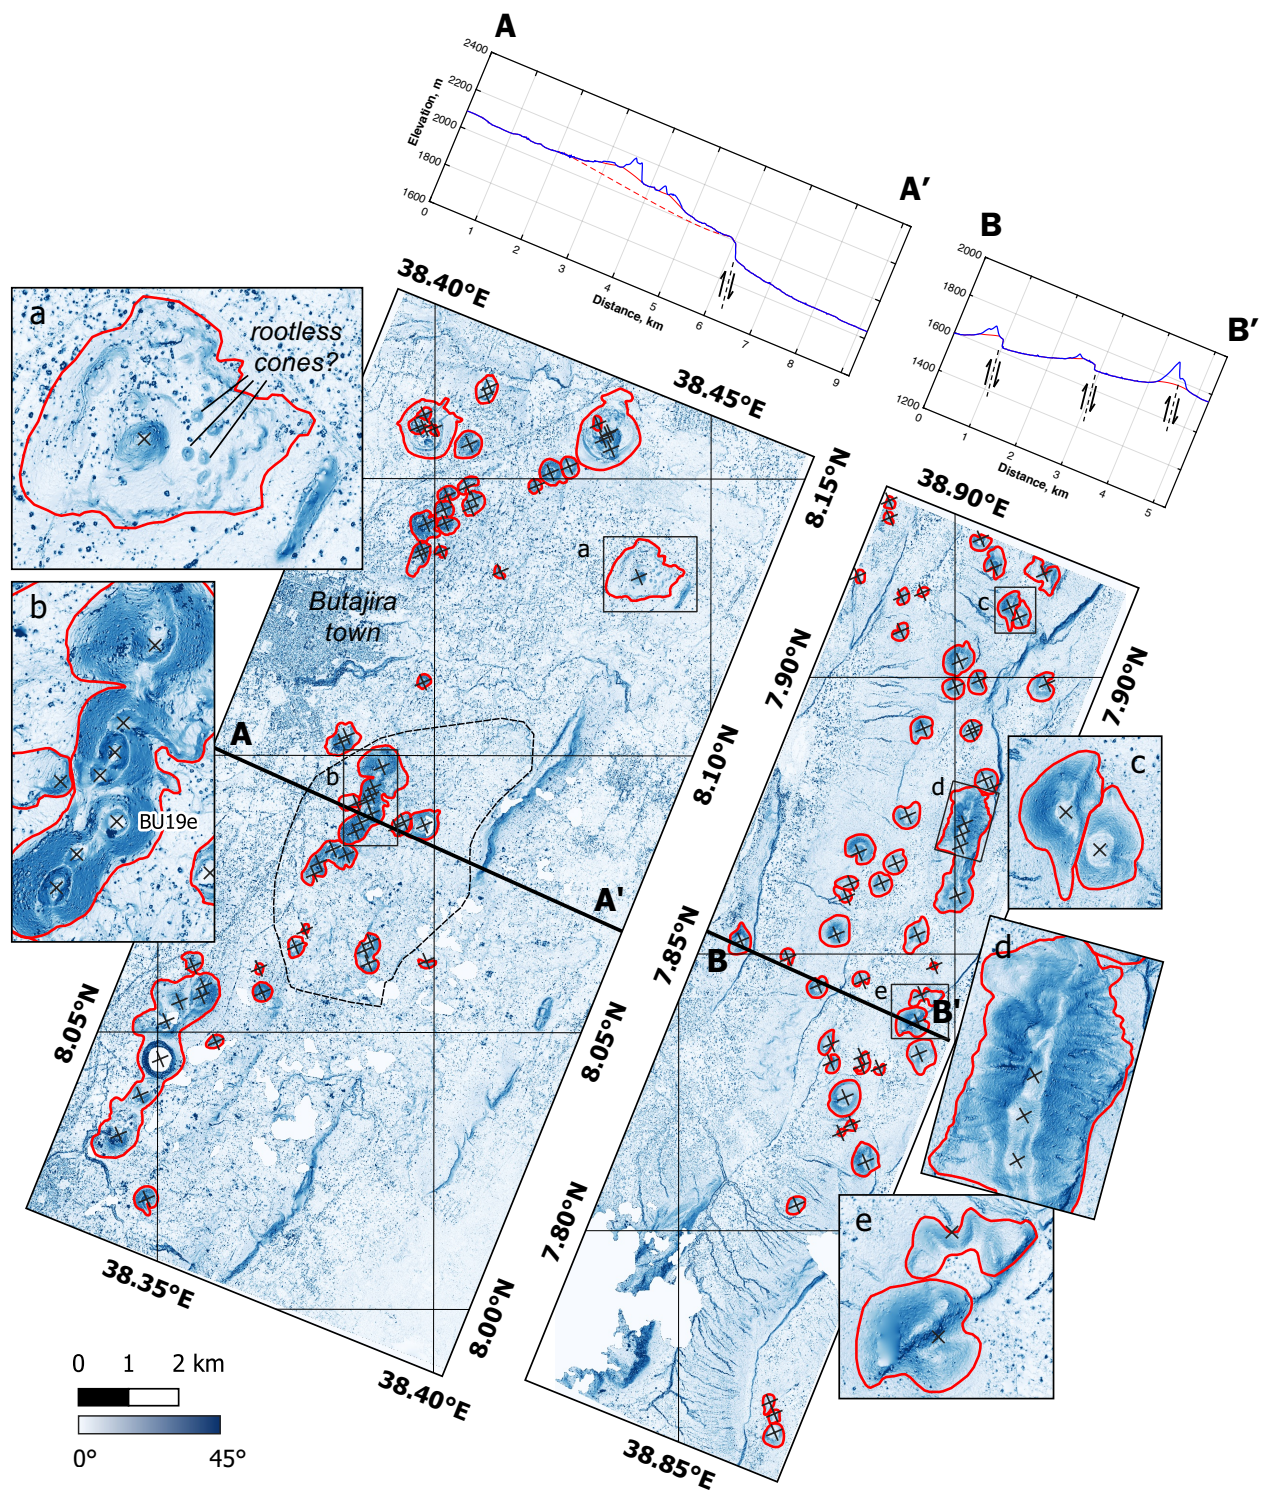 A
2400
2200
2000
1800
1600
Elevation, m
0
1
2
3
4
5
6
7
8
9
Distance, km
A′
B
2000
1800
1600
1400
1200
0
1
2
3
4
5
Distance, km
B′
38.40°E
38.45°E
8.15°N
38.90°E
7.90°N
7.90°N
8.10°N
7.85°N
8.05°N
8.05°N
7.80°N
8.00°N
38.35°E
38.40°E
38.85°E
a
rootless
cones?
b
BU19e
a
Butajira
town
A
b
A'
c
d
B
e
B'
c
d
e
0 1 2 km
0° 45°